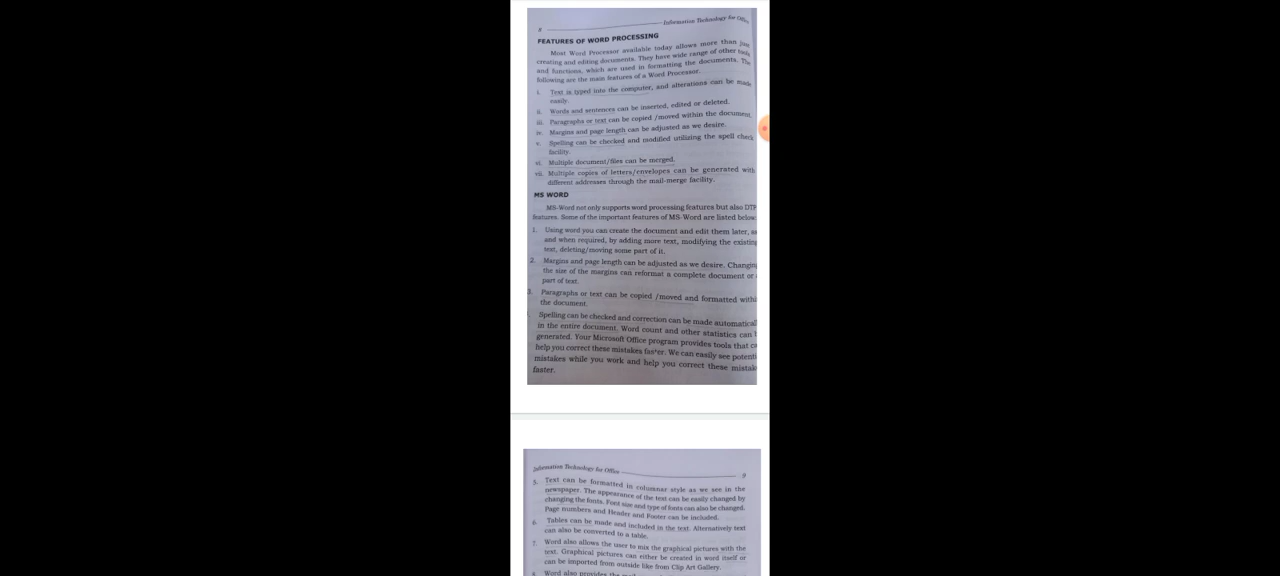 8 Information Technology for Office
FEATURES OF WORD PROCESSING
Most Word Processor available today allows more than just
creating and editing documents. They have wide range of other tools
and functions, which are used in formatting the documents. The
following are the main features of a Word Processor.
i. Text is typed into the computer, and alterations can be made
easily.
ii. Words and sentences can be inserted, edited or deleted.
iii. Paragraphs or text can be copied /moved within the document.
iv. Margins and page length can be adjusted as we desire.
v. Spelling can be checked and modified utilizing the spell check
facility.
vi. Multiple document/files can be merged.
vii. Multiple copies of letters/envelopes can be generated with
different addresses through the mail-merge facility.
MS WORD
MS-Word not only supports word processing features but also DTP
features. Some of the important features of MS-Word are listed below:
1. Using word you can create the document and edit them later, as
and when required, by adding more text, modifying the existing
text, deleting/moving some part of it.
2. Margins and page length can be adjusted as we desire. Changing
the size of the margins can reformat a complete document or
part of text.
3. Paragraphs or text can be copied /moved and formatted withi
the document.
Spelling can be checked and correction can be made automatical
in the entire document. Word count and other statistics can b
generated. Your Microsoft Office program provides tools that ca
help you correct these mistakes faster. We can easily see potenti
mistakes while you work and help you correct these mistak
faster.
Information Technology for Office 9
5. Text can be formatted in columnar style as we see in the
newspaper. The appearance of the text can be easily changed by
changing the fonts. Font size and type of fonts can also be changed.
Page numbers and Header and Footer can be included.
6. Tables can be made and included in the text. Alternatively text
can also be converted in a table.
7. Word also allows the user to mix the graphical pictures with the
text. Graphical pictures can either be created in word itself or
can be imported from outside like from Clip Art Gallery.
8. Word also provides the